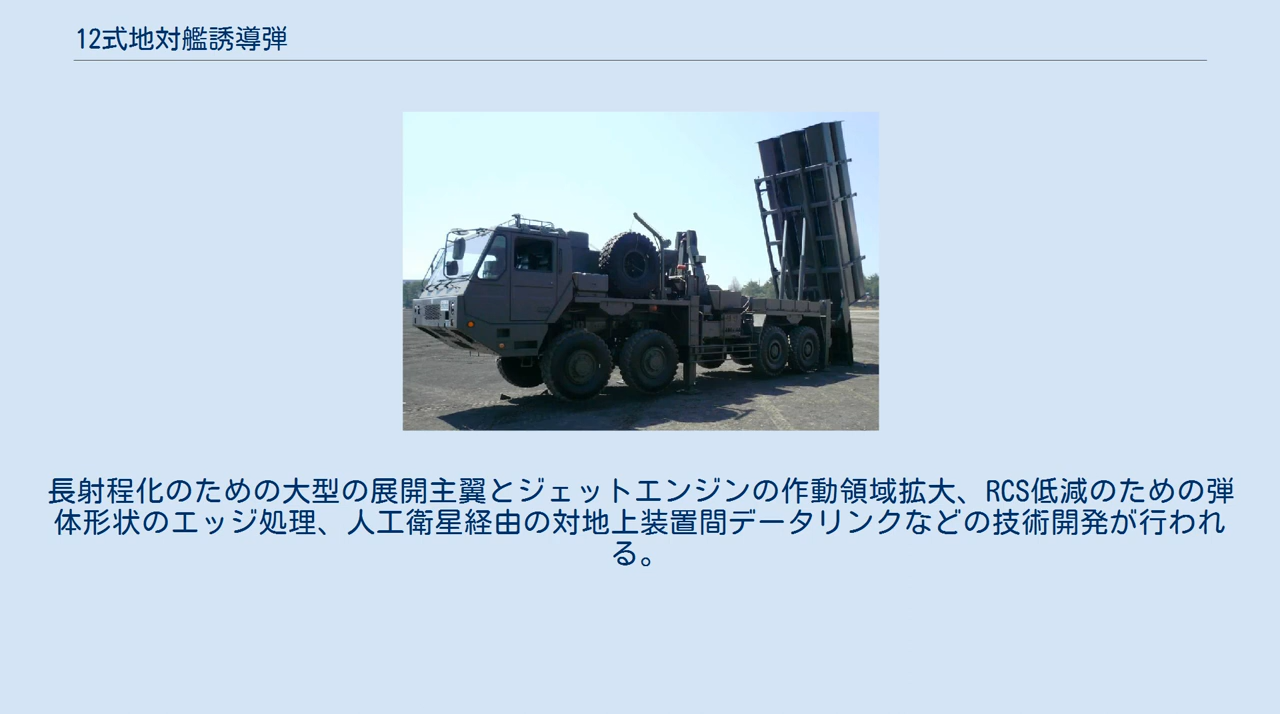 12式地対艦誘導弾
長射程化のための大型の展開主翼とジェットエンジンの作動領域拡大、RCS低減のための弾
体形状のエッジ処理、人工衛星経由の対地上装置間データリンクなどの技術開発が行われ
る。